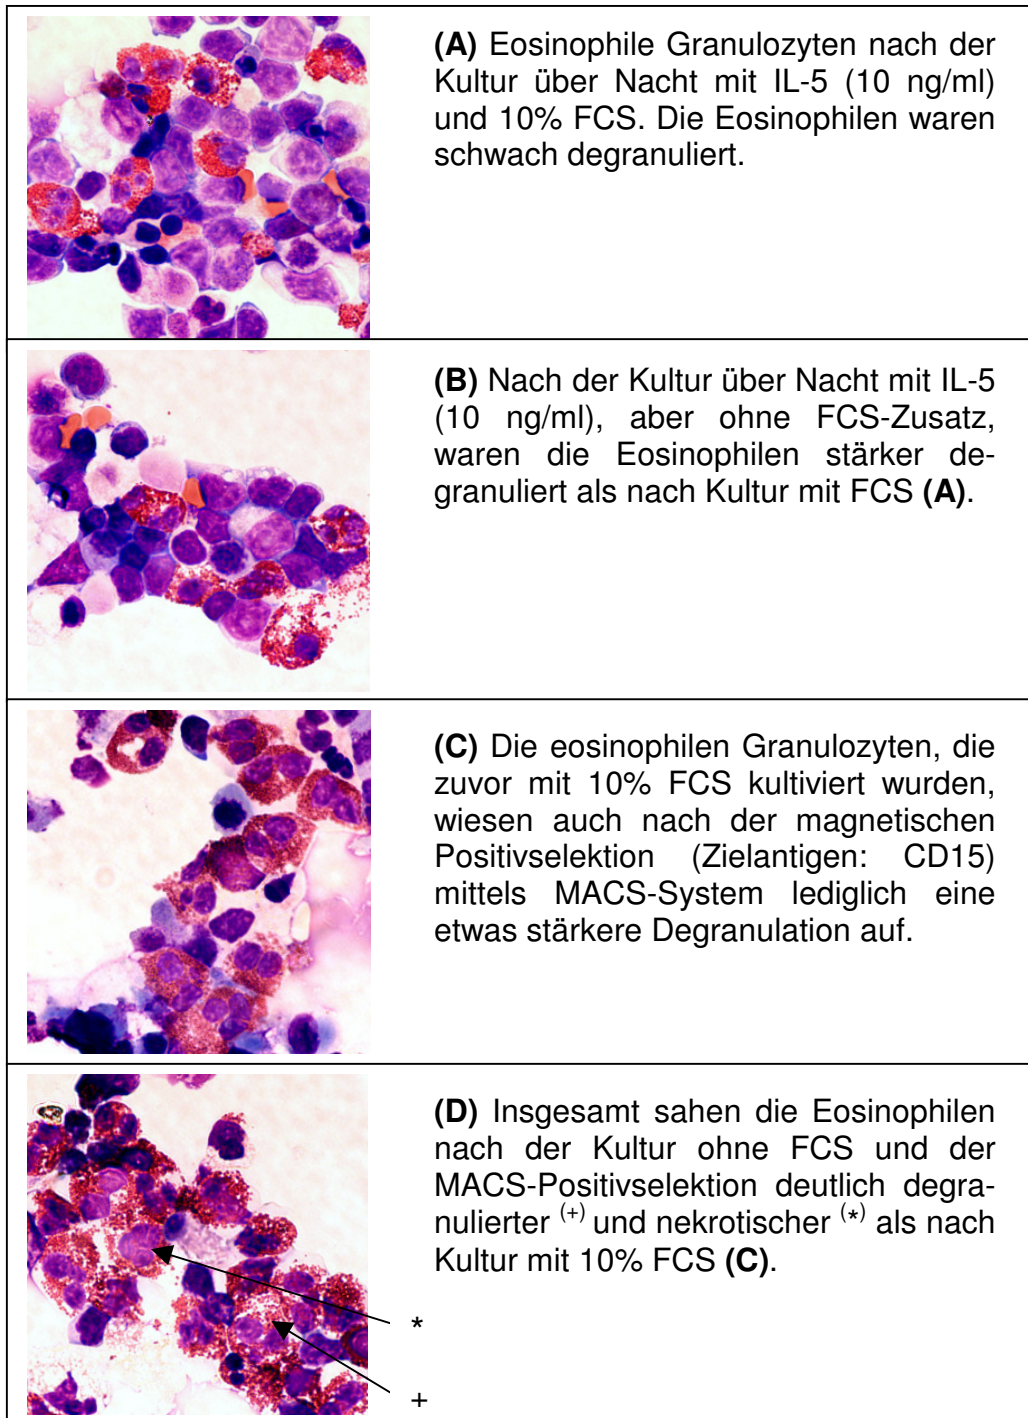 (A) Eosinophile Granulozyten nach der
Kultur über Nacht mit IL-5 (10 ng/ml)
und 10% FCS. Die Eosinophilen waren
schwach degranuliert.
(B) Nach der Kultur über Nacht mit IL-5
(10 ng/ml), aber ohne FCS-Zusatz,
waren die Eosinophilen stärker de-
granuliert als nach Kultur mit FCS (A).
(C) Die eosinophilen Granulozyten, die
zuvor mit 10% FCS kultiviert wurden,
wiesen auch nach der magnetischen
Positivselektion (Zielantigen: CD15)
mittels MACS-System lediglich eine
etwas stärkere Degranulation auf.
(D) Insgesamt sahen die Eosinophilen
nach der Kultur ohne FCS und der
MACS-Positivselektion deutlich degra-
nulierter (+) und nekrotischer (*) als nach
Kultur mit 10% FCS (C).
*
+